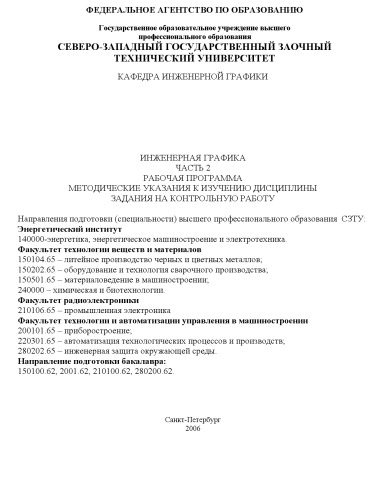 ФЕДЕРАЛЬНОЕ АГЕНТСТВО ПО ОБРАЗОВАНИЮ
Государственное образовательное учреждение высшего
профессионального образования
СЕВЕРО-ЗАПАДНЫЙ ГОСУДАРСТВЕННЫЙ ЗАОЧНЫЙ
ТЕХНИЧЕСКИЙ УНИВЕРСИТЕТ
КАФЕДРА ИНЖЕНЕРНОЙ ГРАФИКИ
ИНЖЕНЕРНАЯ ГРАФИКА
ЧАСТЬ 2
РАБОЧАЯ ПРОГРАММА
МЕТОДИЧЕСКИЕ УКАЗАНИЯ К ИЗУЧЕНИЮ ДИСЦИПЛИНЫ
ЗАДАНИЯ НА КОНТРОЛЬНУЮ РАБОТУ
Направления подготовки (специальности) высшего профессионального образования СЗТУ:
Энергетический институт
140000-энергетика, энергетическое машиностроение и электротехника.
Факультет технологии веществ и материалов
150104.65 – литейное производство черных и цветных металлов;
150202.65 – оборудование и технология сварочного производства;
150501.65 – материаловедение в машиностроении;
240000 – химическая и биотехнологии.
Факультет радиоэлектроники
210106.65 – промышленная электроника
Факультет технологии и автоматизации управления в машиностроении
200101.65 – приборостроение;
220301.65 – автоматизация технологических процессов и производств;
280202.65 – инженерная защита окружающей среды.
Направление подготовки бакалавра:
150100.62, 2001.62, 210100.62, 280200.62.
Санкт-Петербург
2006